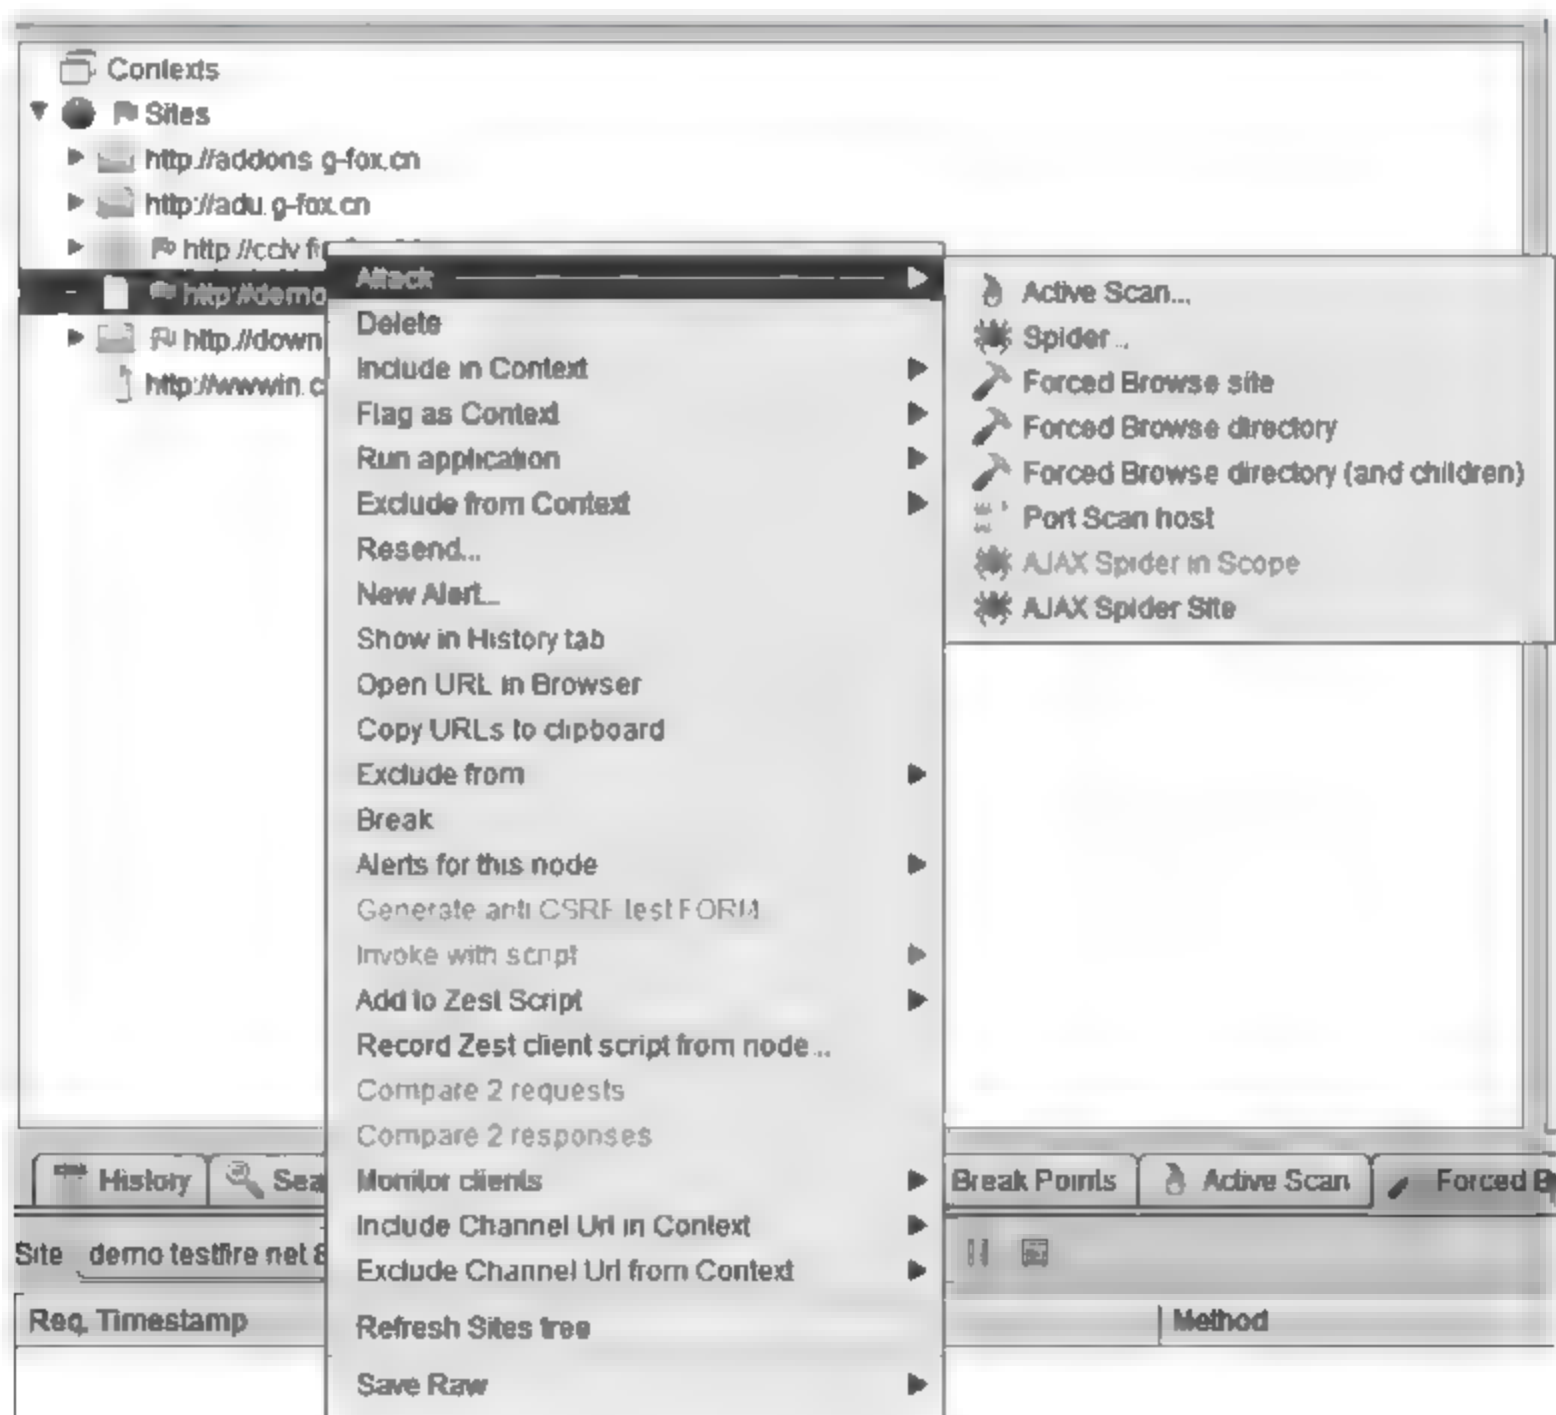 Contexts
Sites
http://addons.g-fox.cn
http://adu.g-fox.cn
http://cctv.
http://demo
http://down
http://wwwin.c
Attack
Delete
Include in Context
Flag as Context
Run application
Exclude from Context
Resend...
New Alert...
Show in History tab
Open URL in Browser
Copy URLs to clipboard
Exclude from
Break
Alerts for this node
Generate anti CSRF test FORM
Invoke with script
Add to Zest Script
Record Zest client script from node...
Compare 2 requests
Compare 2 responses
Monitor clients
Include Channel Url in Context
Exclude Channel Url from Context
Refresh Sites tree
Save Raw
Active Scan...
Spider...
Forced Browse site
Forced Browse directory
Forced Browse directory (and children)
Port Scan host
AJAX Spider in Scope
AJAX Spider Site
History Sea Break Points Active Scan Forced B
Site demo.testfire.net
Req. Timestamp Method